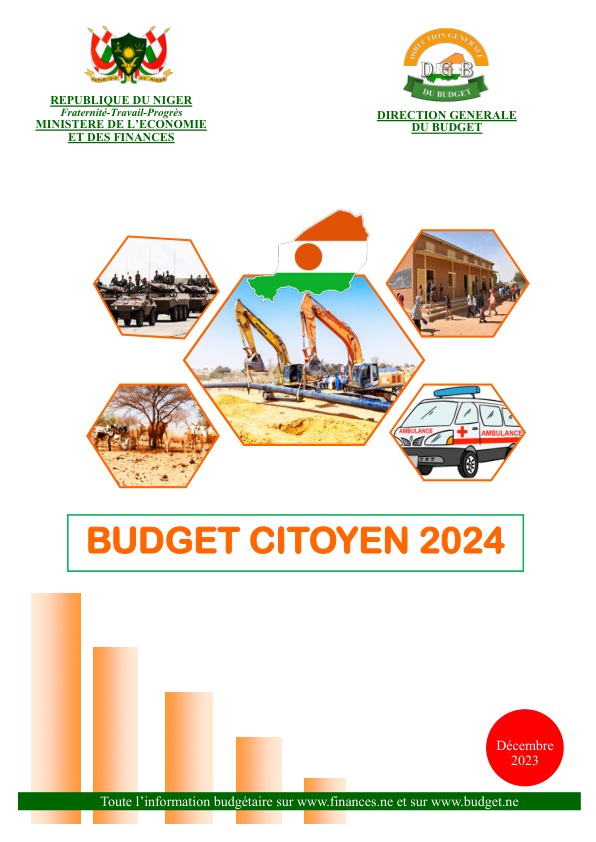 REPUBLIQUE DU NIGER
Fraternité-Travail-Progrès
MINISTERE DE L'ECONOMIE
ET DES FINANCES
DIRECTION GENERALE
D G B
DU BUDGET
DIRECTION GENERALE
DU BUDGET
AMBULANCE
AMBULANCE
BUDGET CITOYEN 2024
Décembre
2023
Toute l'information budgétaire sur www.finances.ne et sur www.budget.ne